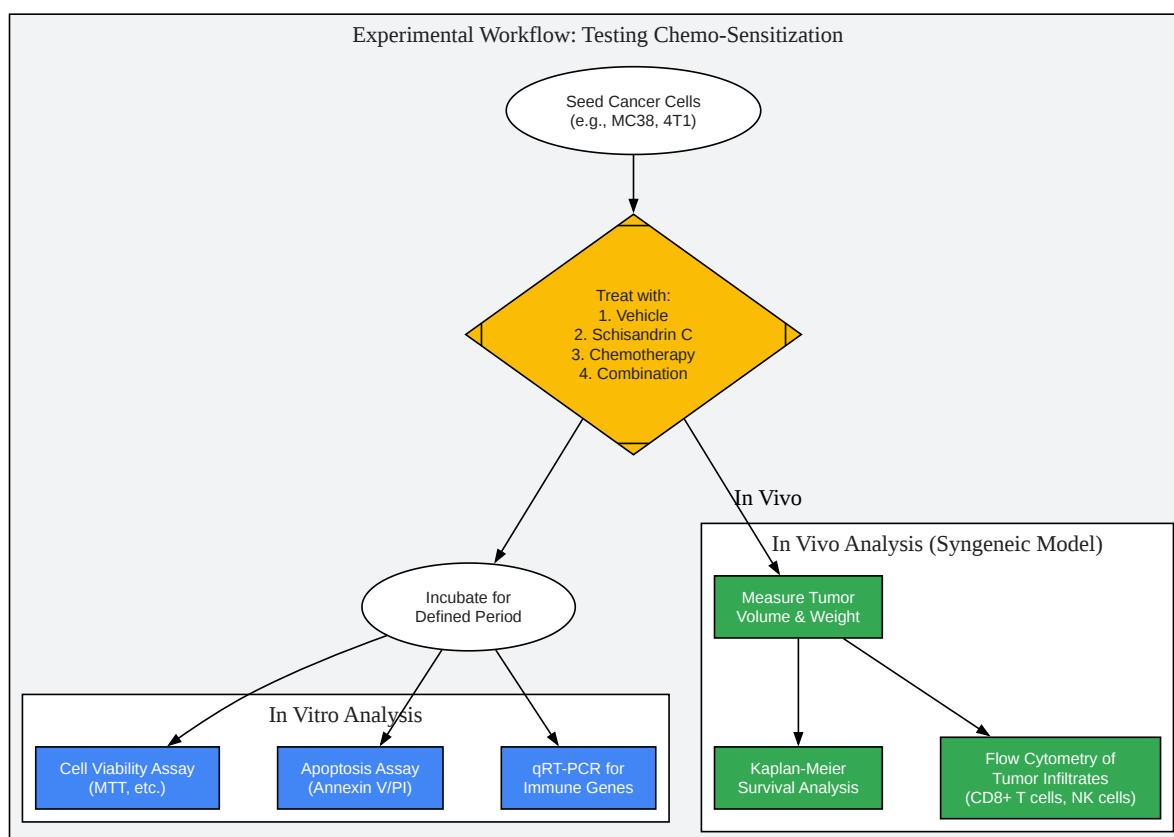 Experimental Workflow: Testing Chemo-Sensitization
Seed Cancer Cells
(e.g., MC38, 4T1)
Treat with:
1. Vehicle
2. Schisandrin C
3. Chemotherapy
4. Combination
In Vivo
Incubate for
Defined Period
In Vitro Analysis
Cell Viability Assay
(MTT, etc.)
Apoptosis Assay
(Annexin V/PI)
qRT-PCR for
Immune Genes
In Vivo Analysis (Syngeneic Model)
Measure Tumor
Volume & Weight
Kaplan-Meier
Survival Analysis
Flow Cytometry of
Tumor Infiltrates
(CD8+ T cells, NK cells)